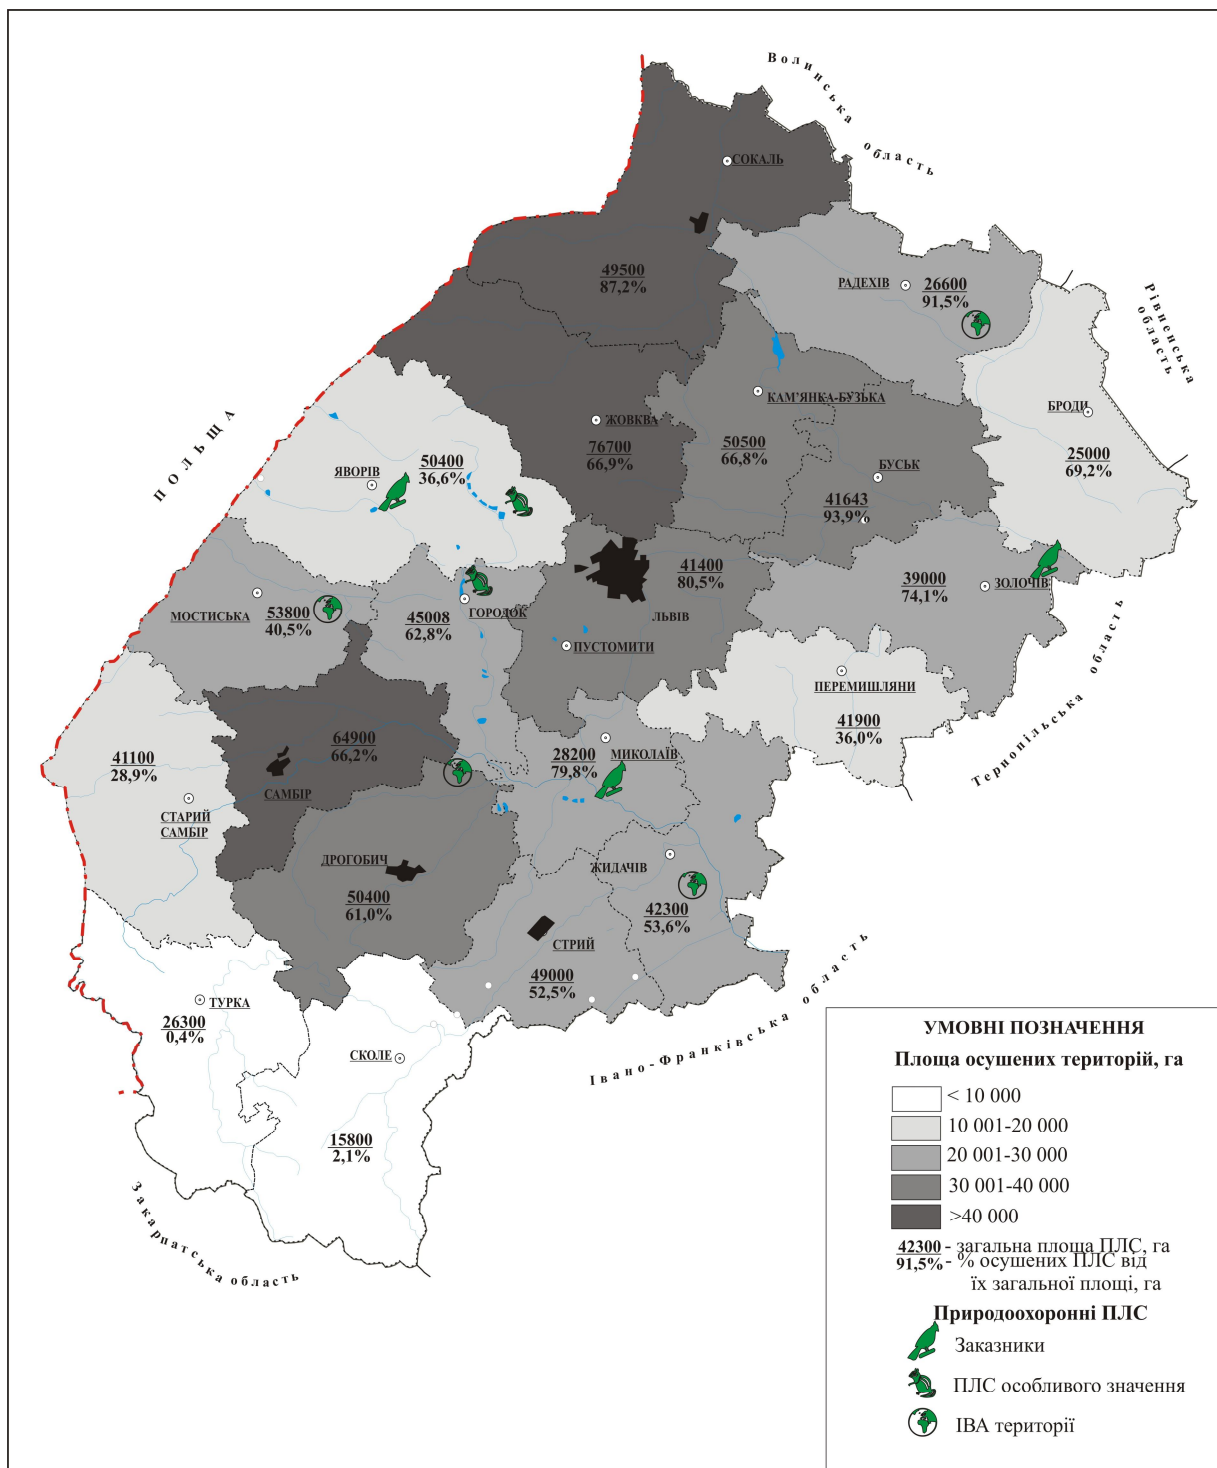 Волинська область
СОКАЛЬ
49500
87,2%
РАДЕХІВ
26600
91,5%
Рівненська область
ПОЛЬЩА
КАМ'ЯНКА-БУЗЬКА
50500
66,8%
БРОДИ
25000
69,2%
ЖОВКВА
76700
66,9%
ЯВОРІВ
50400
36,6%
БУСЬК
41643
93,9%
МОСТИСЬКА
53800
40,5%
ГОРОДОК
45008
62,8%
41400
80,5%
ЛЬВІВ
ПУСТОМИТИ
39000
74,1%
ЗОЛОЧІВ
ПЕРЕМИШЛЯНИ
41900
36,0%
Тернопільська область
41100
28,9%
СТАРИЙ
САМБІР
64900
66,2%
САМБІР
28200
79,8%
МИКОЛАЇВ
ДРОГОБИЧ
50400
61,0%
ЖИДАЧІВ
42300
53,6%
СТРИЙ
49000
52,5%
Івано-Франківська область
ТУРКА
26300
0,4%
СКОЛЕ
15800
2,1%
Закарпатська область
УМОВНІ ПОЗНАЧЕННЯ
Площа осушених територій, га
< 10 000
10 001-20 000
20 001-30 000
30 001-40 000
>40 000
42300 - загальна площа ПЛС, га
91,5% - % осушених ПЛС від
їх загальної площі, га
Природоохоронні ПЛС
Заказники
ПЛС особливого значення
ІВА території